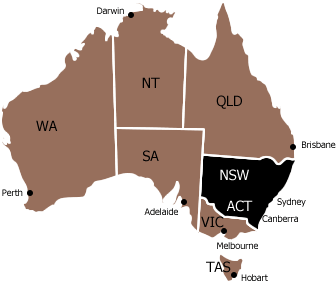 Darwin
NT
QLD
WA
Brisbane
SA
NSW
Perth
Sydney
ACT
Adelaide
Canberra
VIC
Melbourne
TAS
Hobart